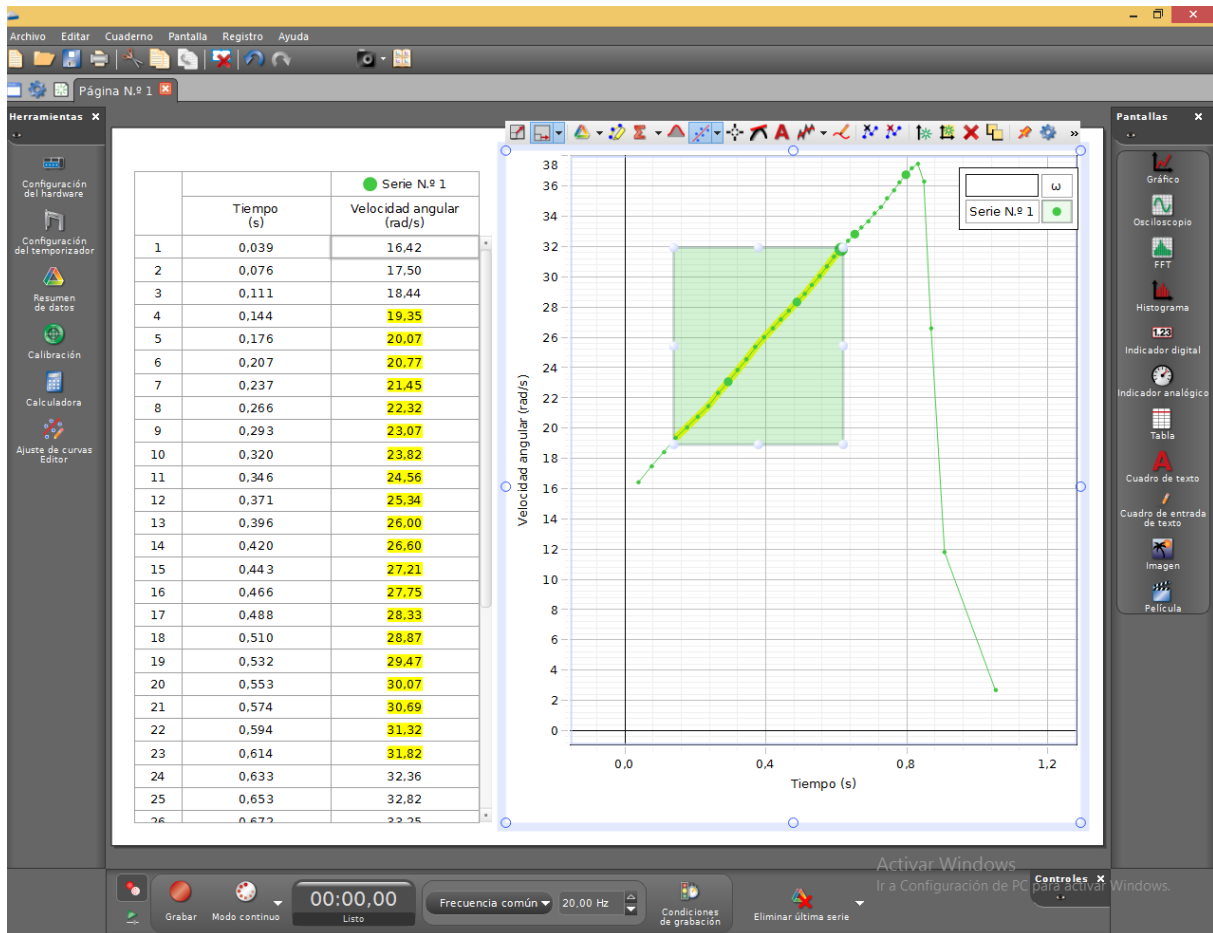 Archivo Editar Cuaderno Pantalla Registro Ayuda
Página N.º 1
Herramientas
Configuración
del hardware
Configuración
del temporizador
Resumen
de datos
Calibración
Calculadora
Ajuste de curvas
Editor
Serie N.º 1
Tiempo
(s)
Velocidad angular
(rad/s)
1 0,039 16,42
2 0,076 17,50
3 0,111 18,44
4 0,144 19,35
5 0,176 20,07
6 0,207 20,77
7 0,237 21,45
8 0,266 22,32
9 0,293 23,07
10 0,320 23,82
11 0,346 24,56
12 0,371 25,34
13 0,396 26,00
14 0,420 26,60
15 0,443 27,21
16 0,466 27,75
17 0,488 28,33
18 0,510 28,87
19 0,532 29,47
20 0,553 30,07
21 0,574 30,69
22 0,594 31,32
23 0,614 31,82
24 0,633 32,36
25 0,653 32,82
26 0,672 33,25
38
36
34
32
30
28
26
24
22
20
18
16
14
12
10
8
6
4
2
0
Velocidad angular (rad/s)
0,0 0,4 0,8 1,2
Tiempo (s)
ω
Serie N.º 1
Pantallas
Gráfico
Osciloscopio
FFT
Histograma
1.23
Indicador digital
Indicador analógico
Tabla
Cuadro de texto
Cuadro de entrada
de texto
Imagen
Película
Activar Windows
Ir a Configuración de PC para activar Windows.
Controles
Grabar
Modo continuo
00:00,00
Listo
Frecuencia común
20,00 Hz
Condiciones
de grabación
Eliminar última serie